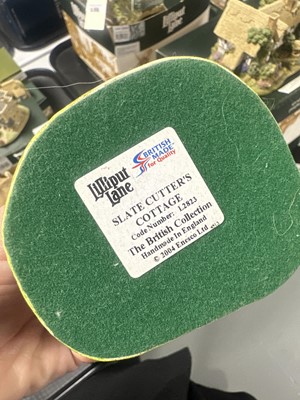 Lilliput
Lane
BRITISH
MADE
for Quality
SLATE CUTTER'S
COTTAGE
Code Number: L2823
The British Collection
Handmade in England
© 2004 Enesco Ltd